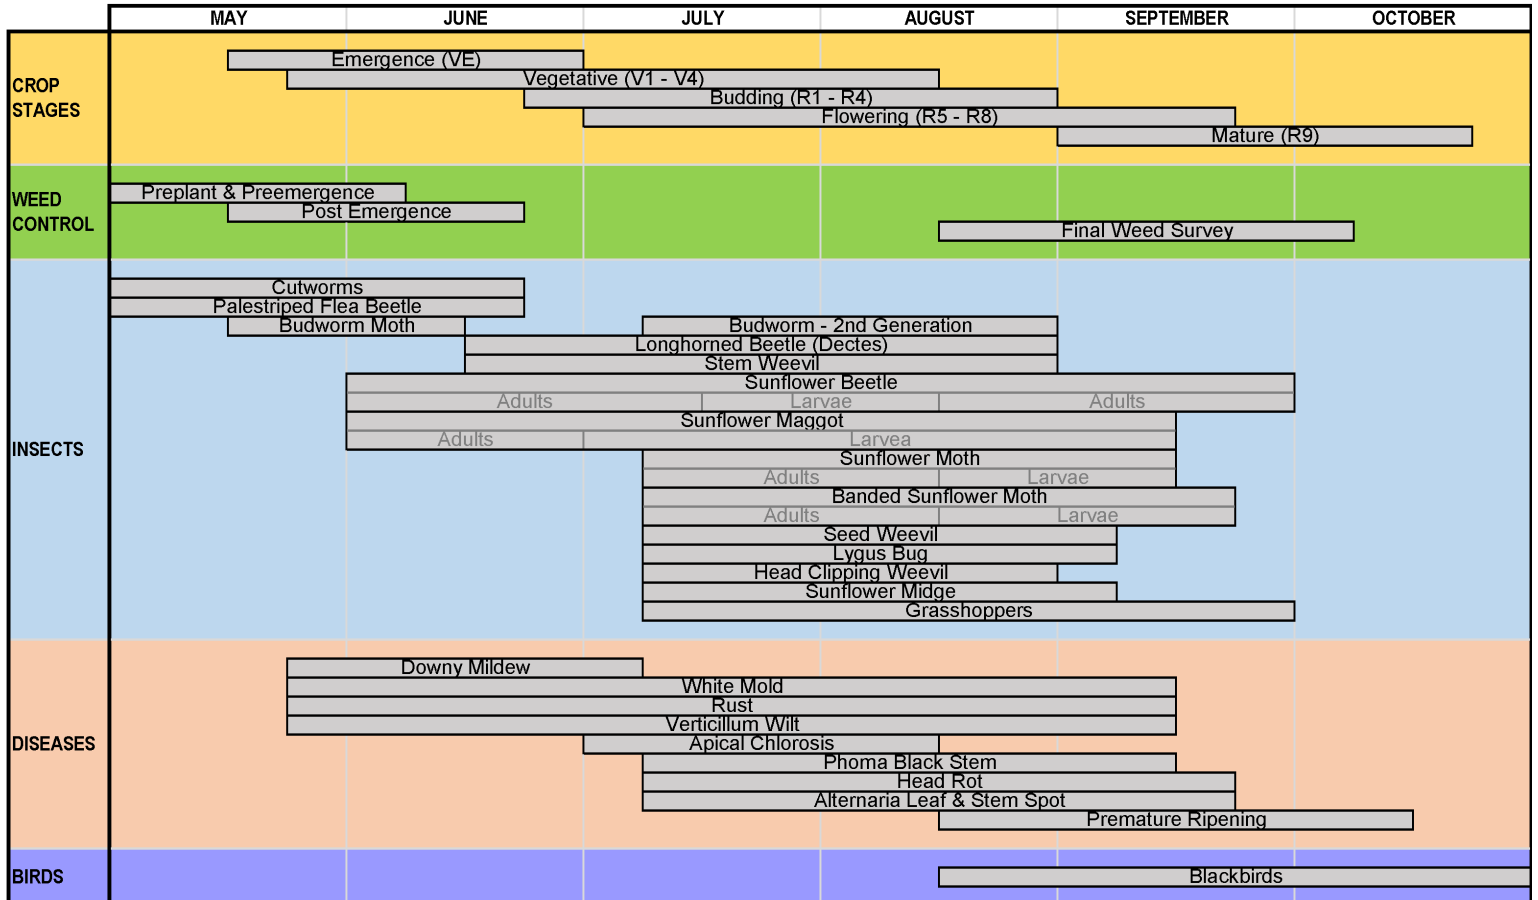 MAY JUNE JULY AUGUST SEPTEMBER OCTOBER
CROP
STAGES
Emergence (VE)
Vegetative (V1 - V4)
Budding (R1 - R4)
Flowering (R5 - R8)
Mature (R9)
WEED
CONTROL
Preplant & Preemergence
Post Emergence
Final Weed Survey
INSECTS
Cutworms
Palestriped Flea Beetle
Budworm Moth Budworm - 2nd Generation
Longhorned Beetle (Dectes)
Stem Weevil
Sunflower Beetle
Adults Larvae Adults
Sunflower Maggot
Adults Larvea
Sunflower Moth
Adults Larvae
Banded Sunflower Moth
Adults Larvae
Seed Weevil
Lygus Bug
Head Clipping Weevil
Sunflower Midge
Grasshoppers
DISEASES
Downy Mildew
White Mold
Rust
Verticillum Wilt
Apical Chlorosis
Phoma Black Stem
Head Rot
Alternaria Leaf & Stem Spot
Premature Ripening
BIRDS
Blackbirds